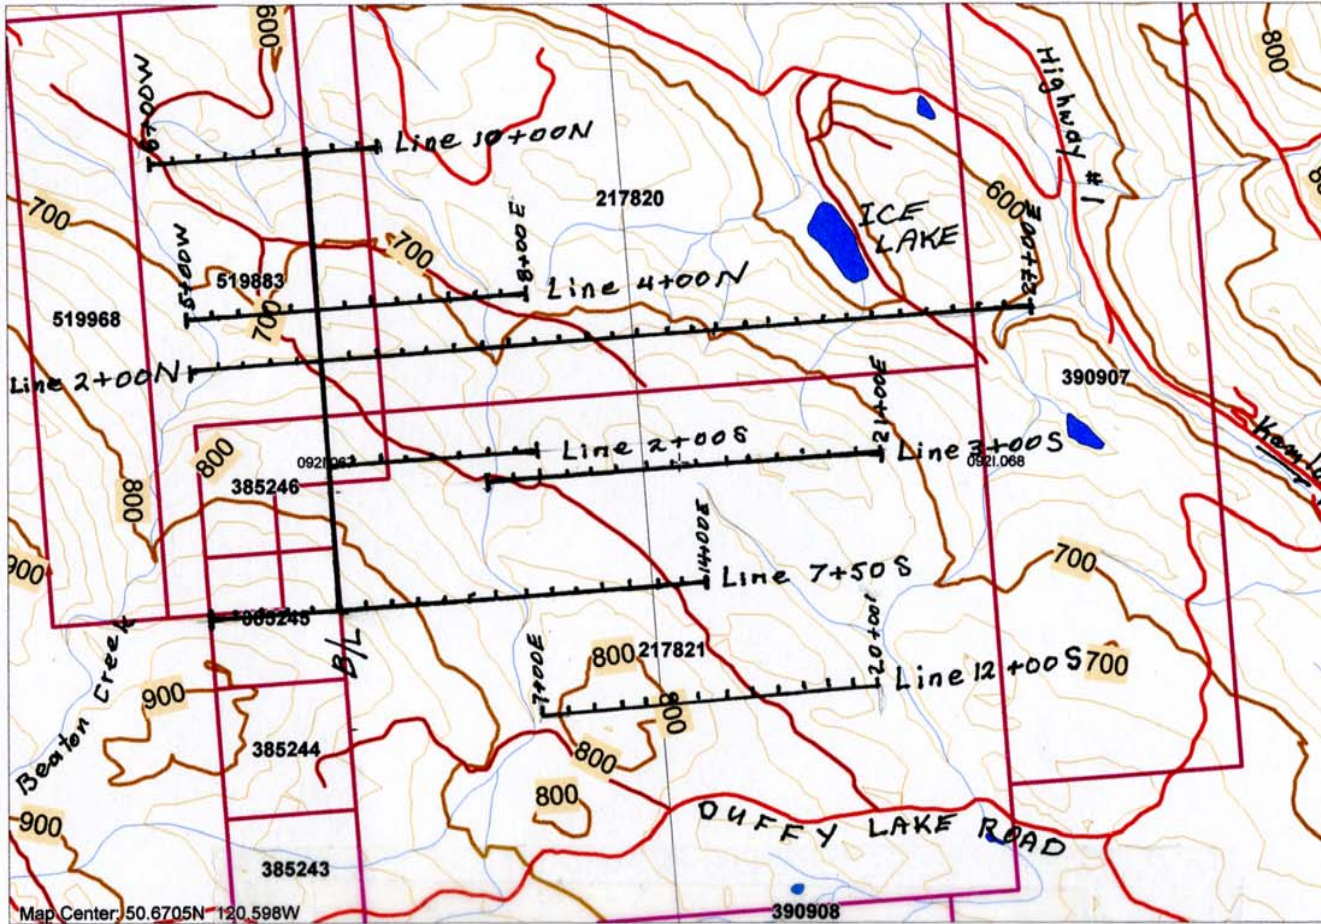 600
800
6+00W
Line 10+00N
Highway #1
700
217820
600
ICE
LAKE
5+00W
519883
700
8+00E
Line 4+00N
27+00E
519968
700
Line 2+00N
390907
21+00E
800
Line 2+00S
Line 3+00S
092I.068
385246
800
900
14+00E
700
Line 7+50S
385245
Beaton Creek
B/L
7+00E
800
217821
20+00
Line 12+00S
700
900
800
385244
800
800
900
DUFFY LAKE ROAD
385243
Map Center: 50.6705N 120.598W
390908